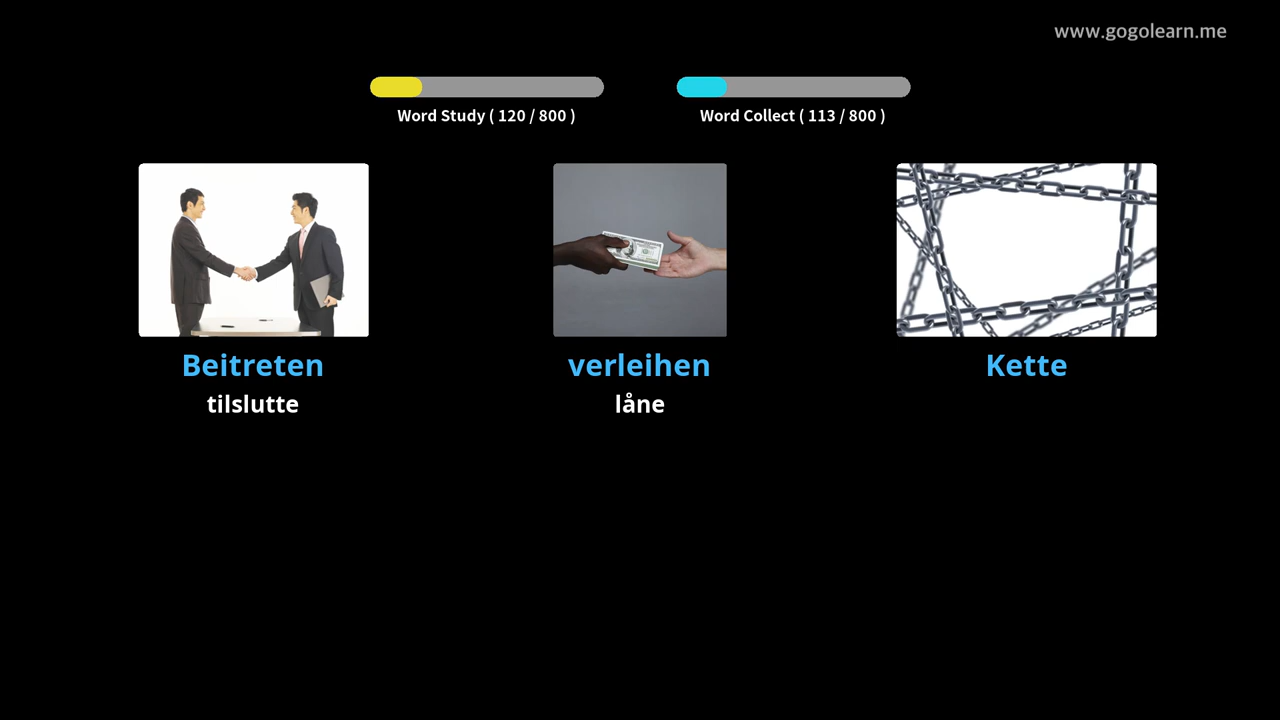 www.gogolearn.me
Word Study ( 120 / 800 )
Word Collect ( 113 / 800 )
Beitreten
verleihen
Kette
tilslutte
låne